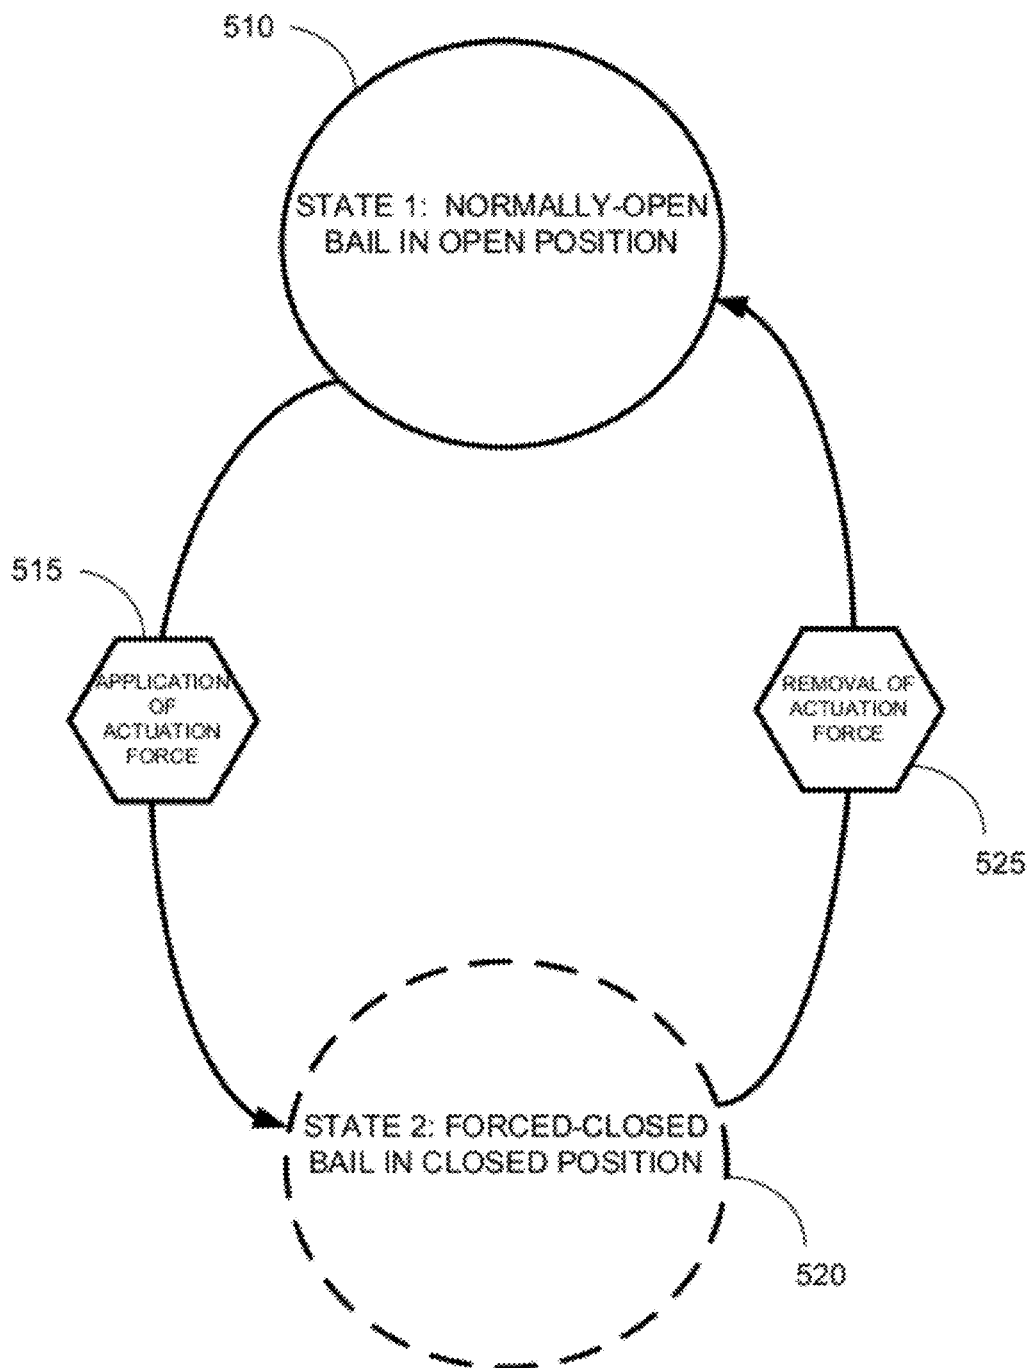 510
STATE 1: NORMALLY-OPEN
BAIL IN OPEN POSITION
515
APPLICATION
OF
ACTUATION
FORCE
REMOVAL OF
ACTUATION
FORCE
525
STATE 2: FORCED-CLOSED
BAIL IN CLOSED POSITION
520